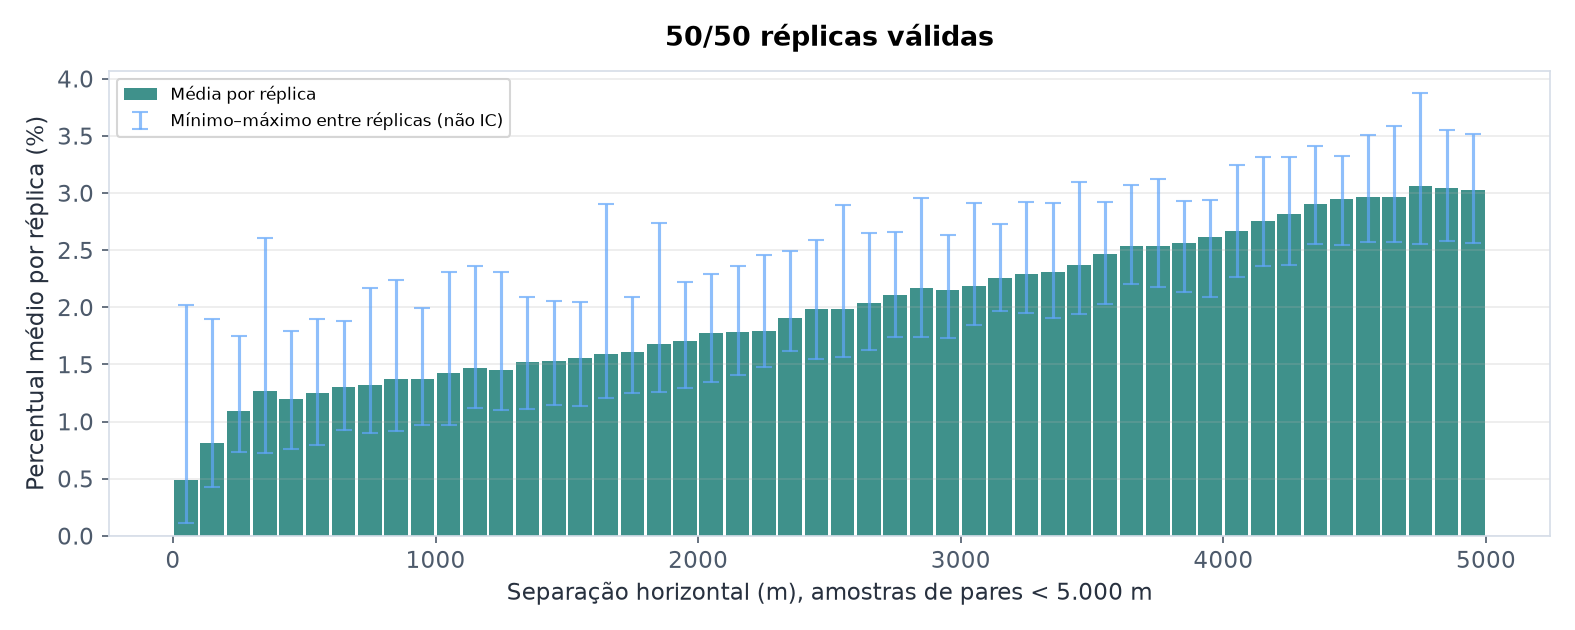 50/50 réplicas válidas
Média por réplica
Mínimo–máximo entre réplicas (não IC)
Percentual médio por réplica (%)
4.0
3.5
3.0
2.5
2.0
1.5
1.0
0.5
0.0
0 1000 2000 3000 4000 5000
Separação horizontal (m), amostras de pares < 5.000 m